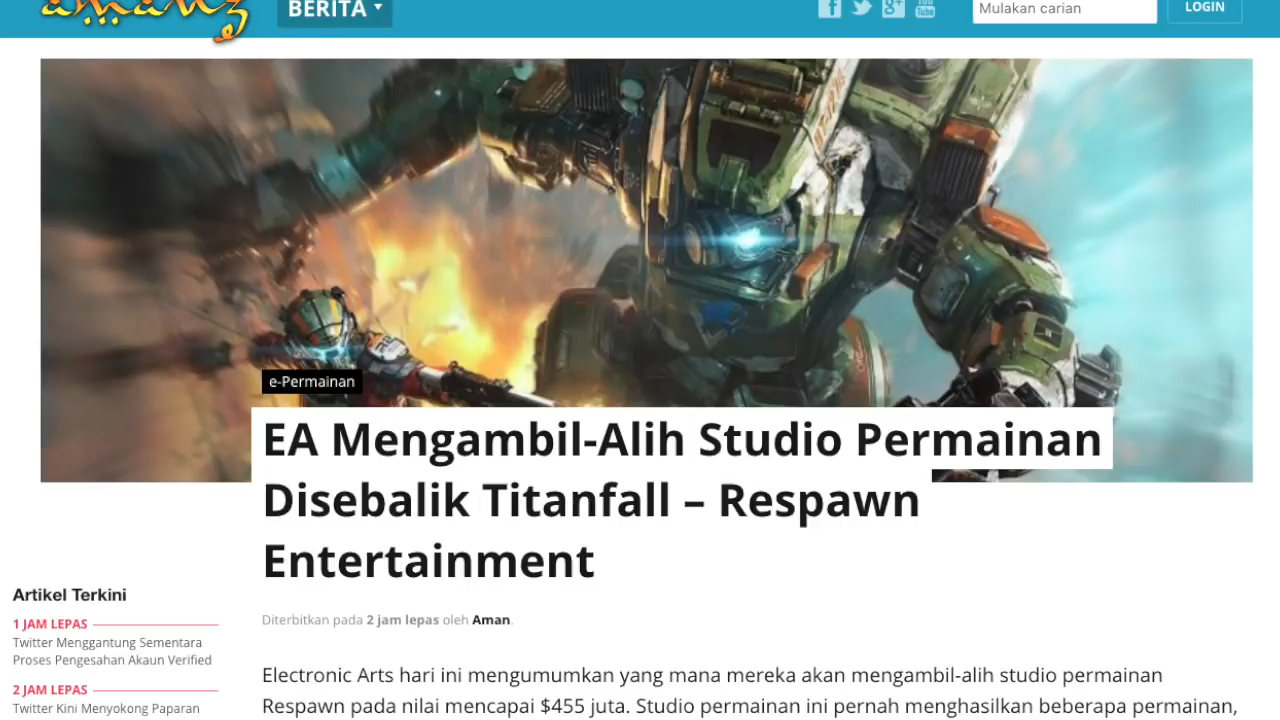 amanz
BERITA
Mulakan carian
LOGIN
e-Permainan
EA Mengambil-Alih Studio Permainan
Disebalik Titanfall – Respawn
Entertainment
Diterbitkan pada 2 jam lepas oleh Aman.
Artikel Terkini
1 JAM LEPAS
Twitter Menggantung Sementara
Proses Pengesahan Akaun Verified
2 JAM LEPAS
Twitter Kini Menyokong Paparan
Electronic Arts hari ini mengumumkan yang mana mereka akan mengambil-alih studio permainan
Respawn pada nilai mencapai $455 juta. Studio permainan ini pernah menghasilkan beberapa permainan,